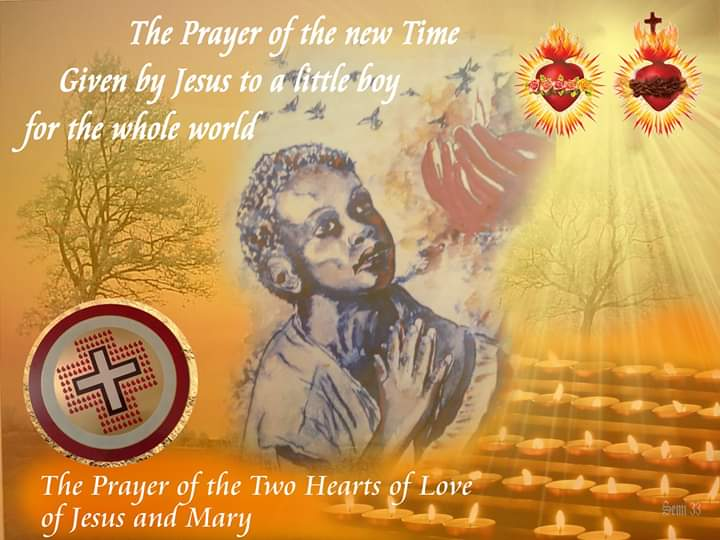 The Prayer of the new Time
Given by Jesus to a little boy
for the whole world
The Prayer of the Two Hearts of Love
of Jesus and Mary
Semi 33